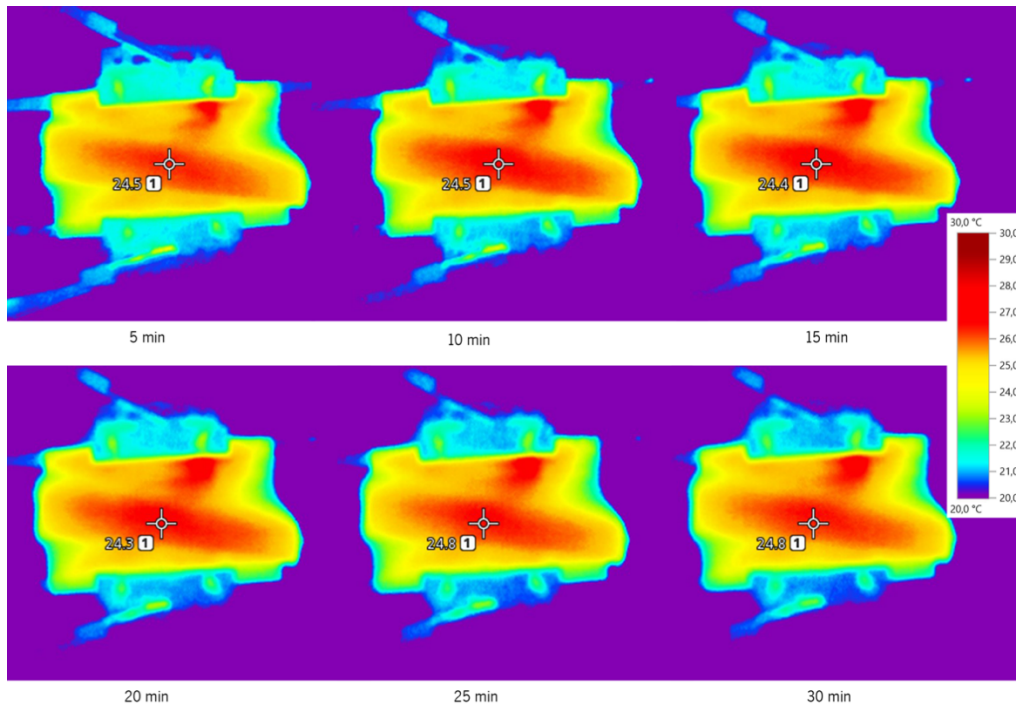 24.5 1
24.5 1
24.4 1
5 min
10 min
15 min
30,0 °C
30,0
29,0
28,0
27,0
26,0
25,0
24,0
23,0
22,0
21,0
20,0
20,0 °C
24.3 1
24.8 1
24.8 1
20 min
25 min
30 min